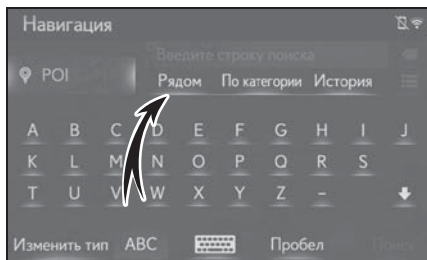 Навигация
Введите строку поиска
POI
Рядом По категории История
A B C D E F G H I J
K L M N O P Q R S
T U V W X Y Z -
Изменить тип ABC Пробел Поиск